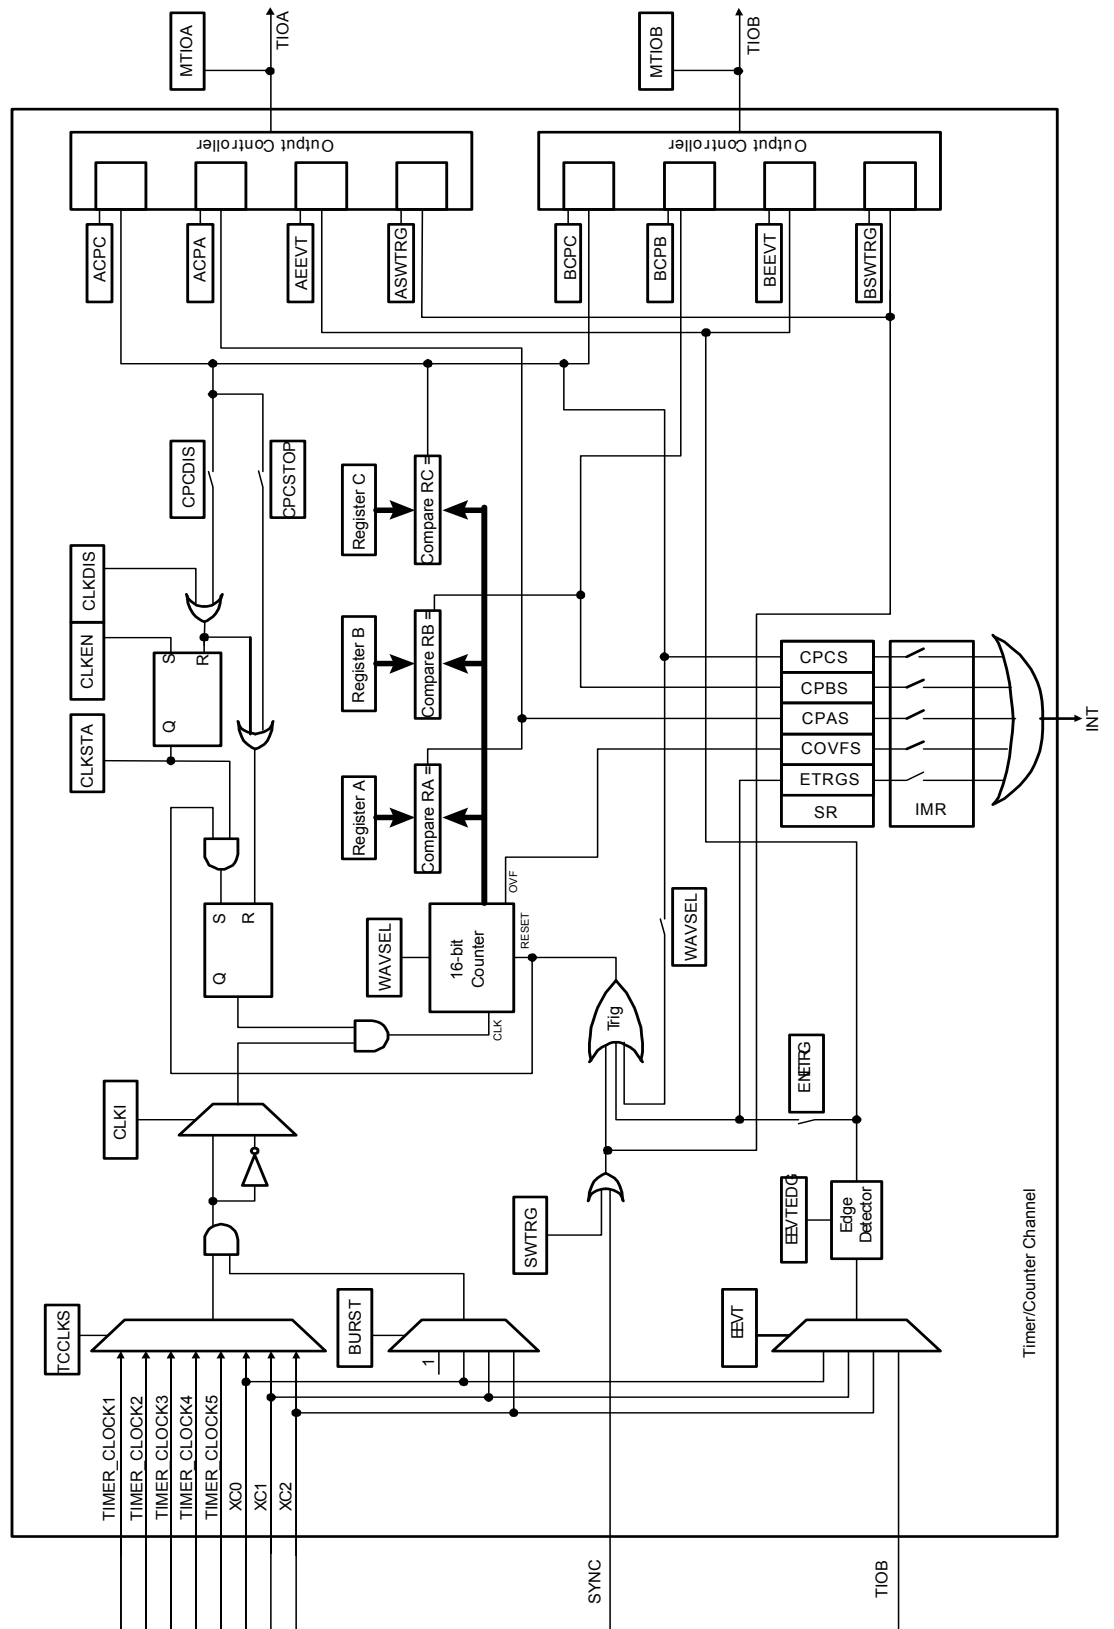 TIMER_CLOCK1
TIMER_CLOCK2
TIMER_CLOCK3
TIMER_CLOCK4
TIMER_CLOCK5
XC0
XC1
XC2
TCCLKS
CLKI
CLKSTA
CLKEN
CLKDIS
Q
S
R
Q
S
R
CPCDIS
CPCSTOP
ACPC
ACPA
AEEVT
ASWTRG
Output Controller
MTIOA
TIOA
BURST
1
Register A
Register B
Register C
Compare RA =
Compare RB =
Compare RC =
WAVSEL
16-bit
Counter
CLK
RESET
OVF
SWTRG
SYNC
Trig
WAVSEL
BCPC
BCPB
BEEVT
BSWTRG
Output Controller
MTIOB
TIOB
EEVT
TIOB
EEVTEDG
Edge
Detector
ENETRG
CPCS
CPBS
CPAS
COVFS
ETRGS
SR
IMR
INT
Timer/Counter Channel